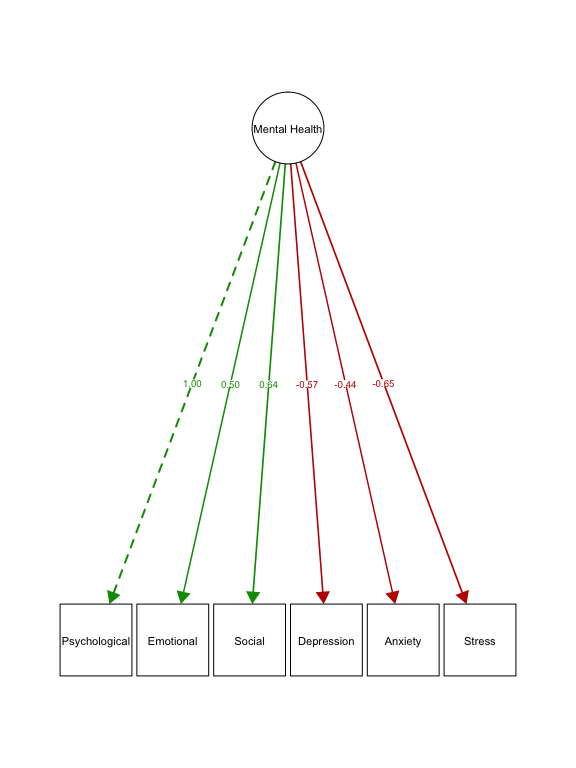 Mental Health
1.00 0.50 0.64 -0.57 -0.44 -0.65
Psychological Emotional Social Depression Anxiety Stress